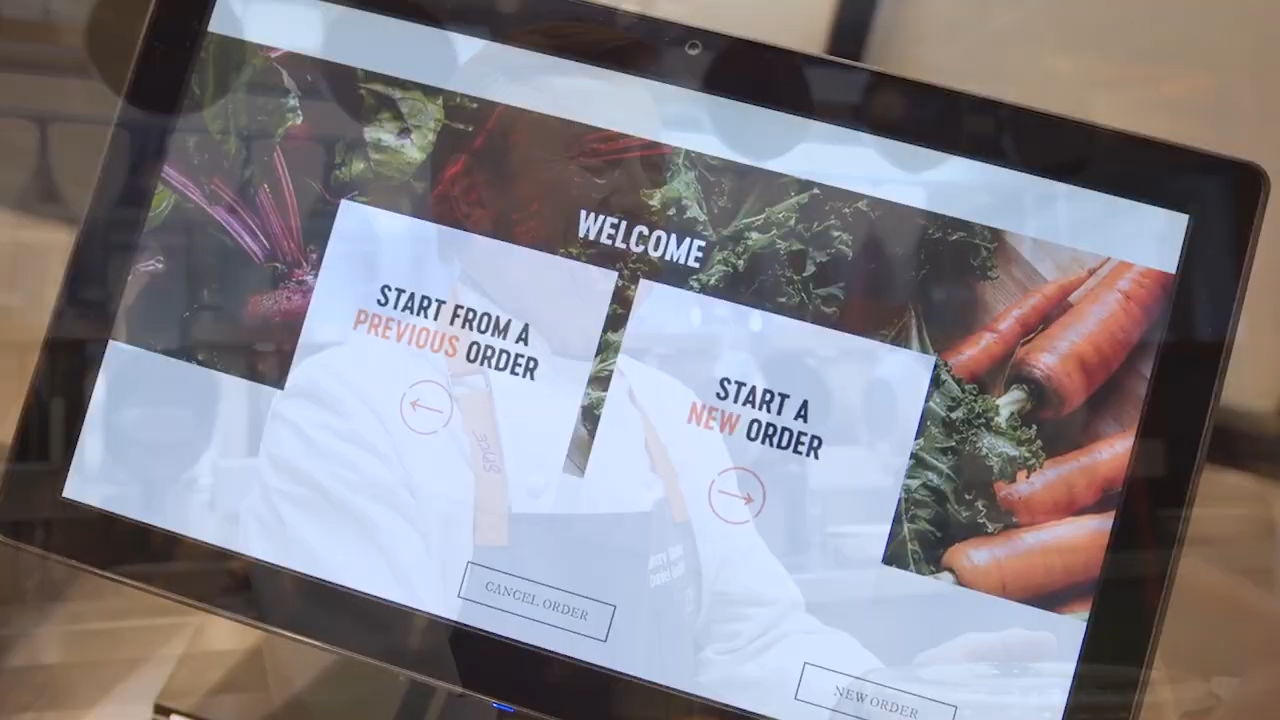 WELCOME
START FROM A
PREVIOUS ORDER
START A
NEW ORDER
CANCEL ORDER
NEW ORDER